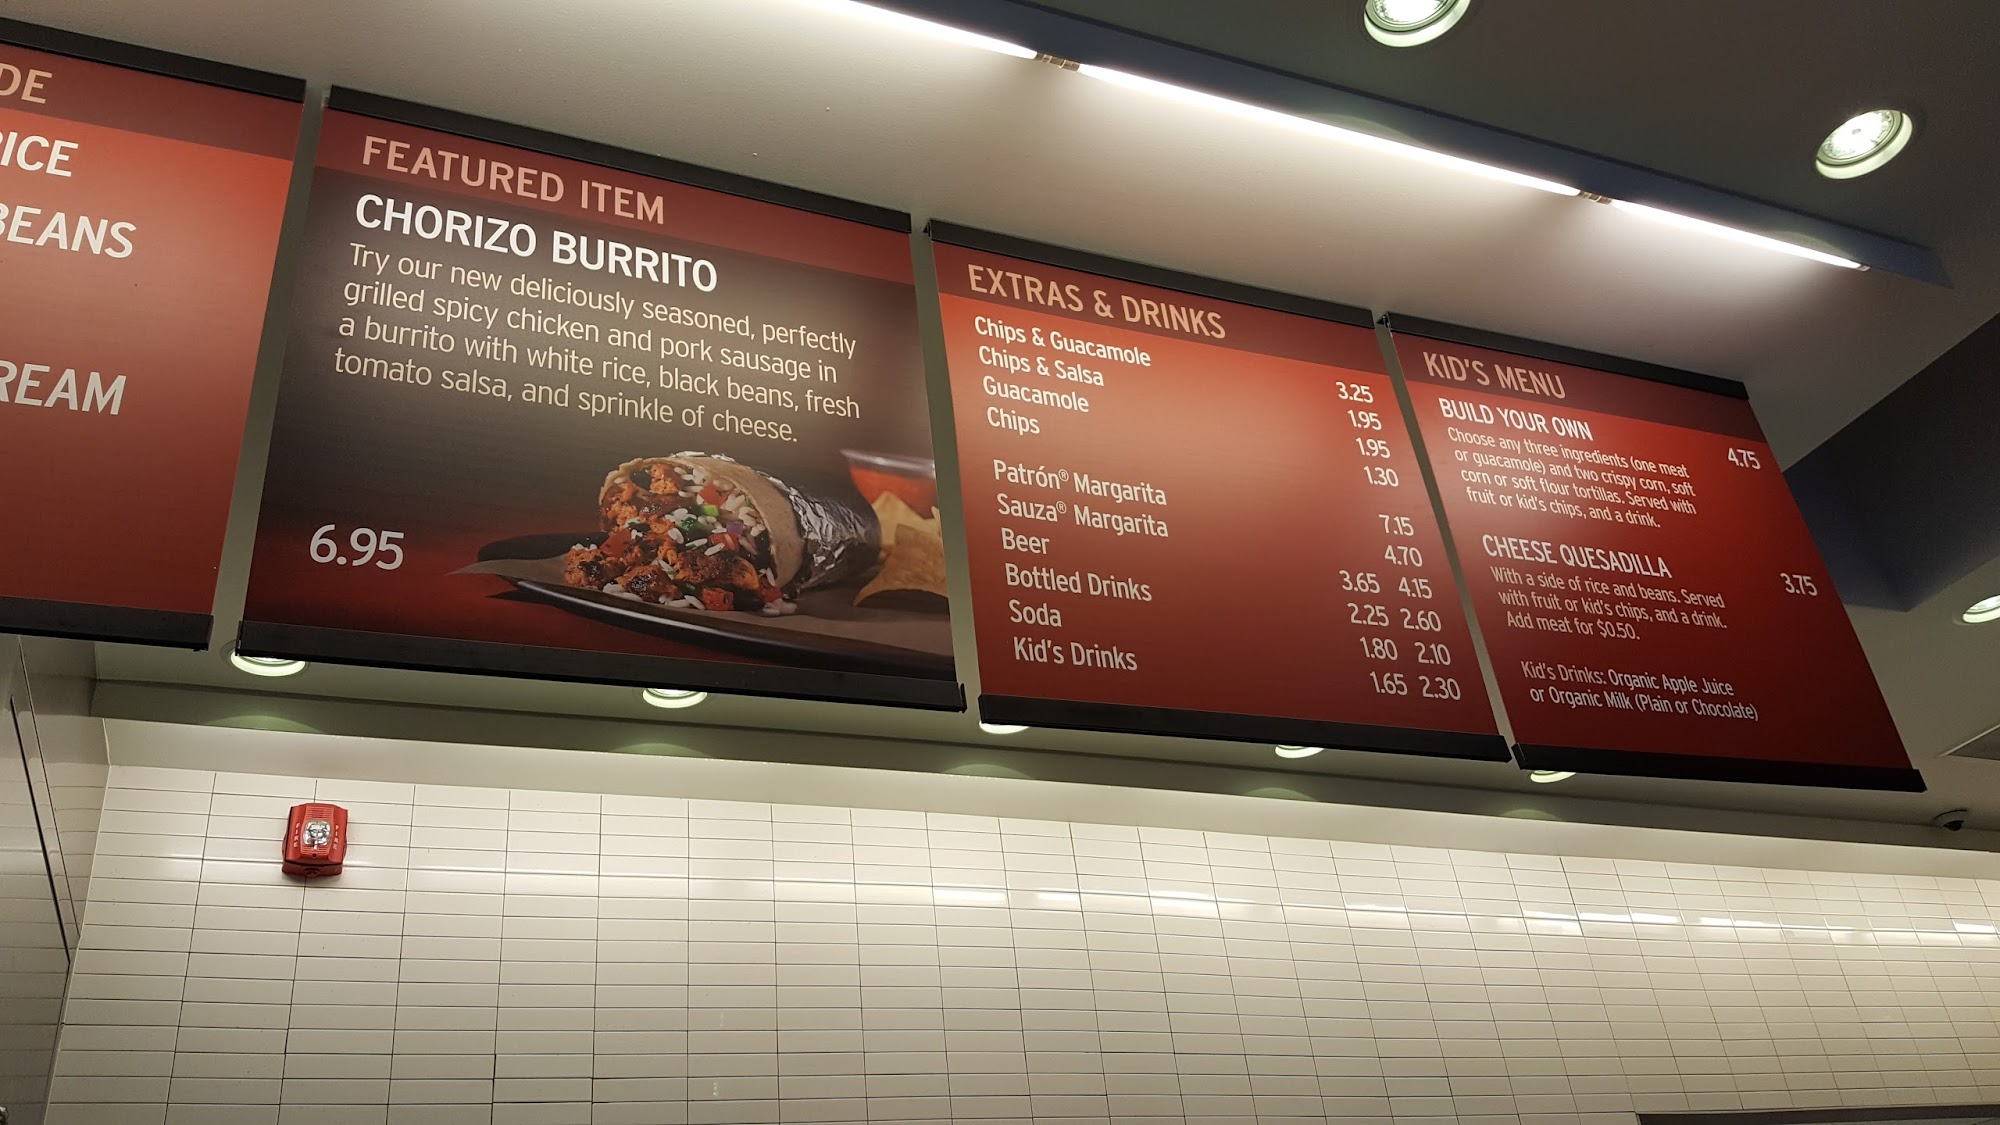 DE
ICE
BEANS
REAM
FEATURED ITEM
CHORIZO BURRITO
Try our new deliciously seasoned, perfectly
grilled spicy chicken and pork sausage in
a burrito with white rice, black beans, fresh
tomato salsa, and sprinkle of cheese.
6.95
EXTRAS & DRINKS
Chips & Guacamole 3.25
Chips & Salsa 1.95
Guacamole 1.95
Chips 1.30
Patrón® Margarita 7.15
Sauza® Margarita 4.70
Beer 3.65 4.15
Bottled Drinks 2.25 2.60
Soda 1.80 2.10
Kid's Drinks 1.65 2.30
KID'S MENU
BUILD YOUR OWN 4.75
Choose any three ingredients (one meat
or guacamole) and two crispy corn, soft
corn or soft flour tortillas. Served with
fruit or kid's chips, and a drink.
CHEESE QUESADILLA 3.75
With a side of rice and beans. Served
with fruit or kid's chips, and a drink.
Add meat for $0.50.
Kid's Drinks: Organic Apple Juice
or Organic Milk (Plain or Chocolate)
FIRE FIRE